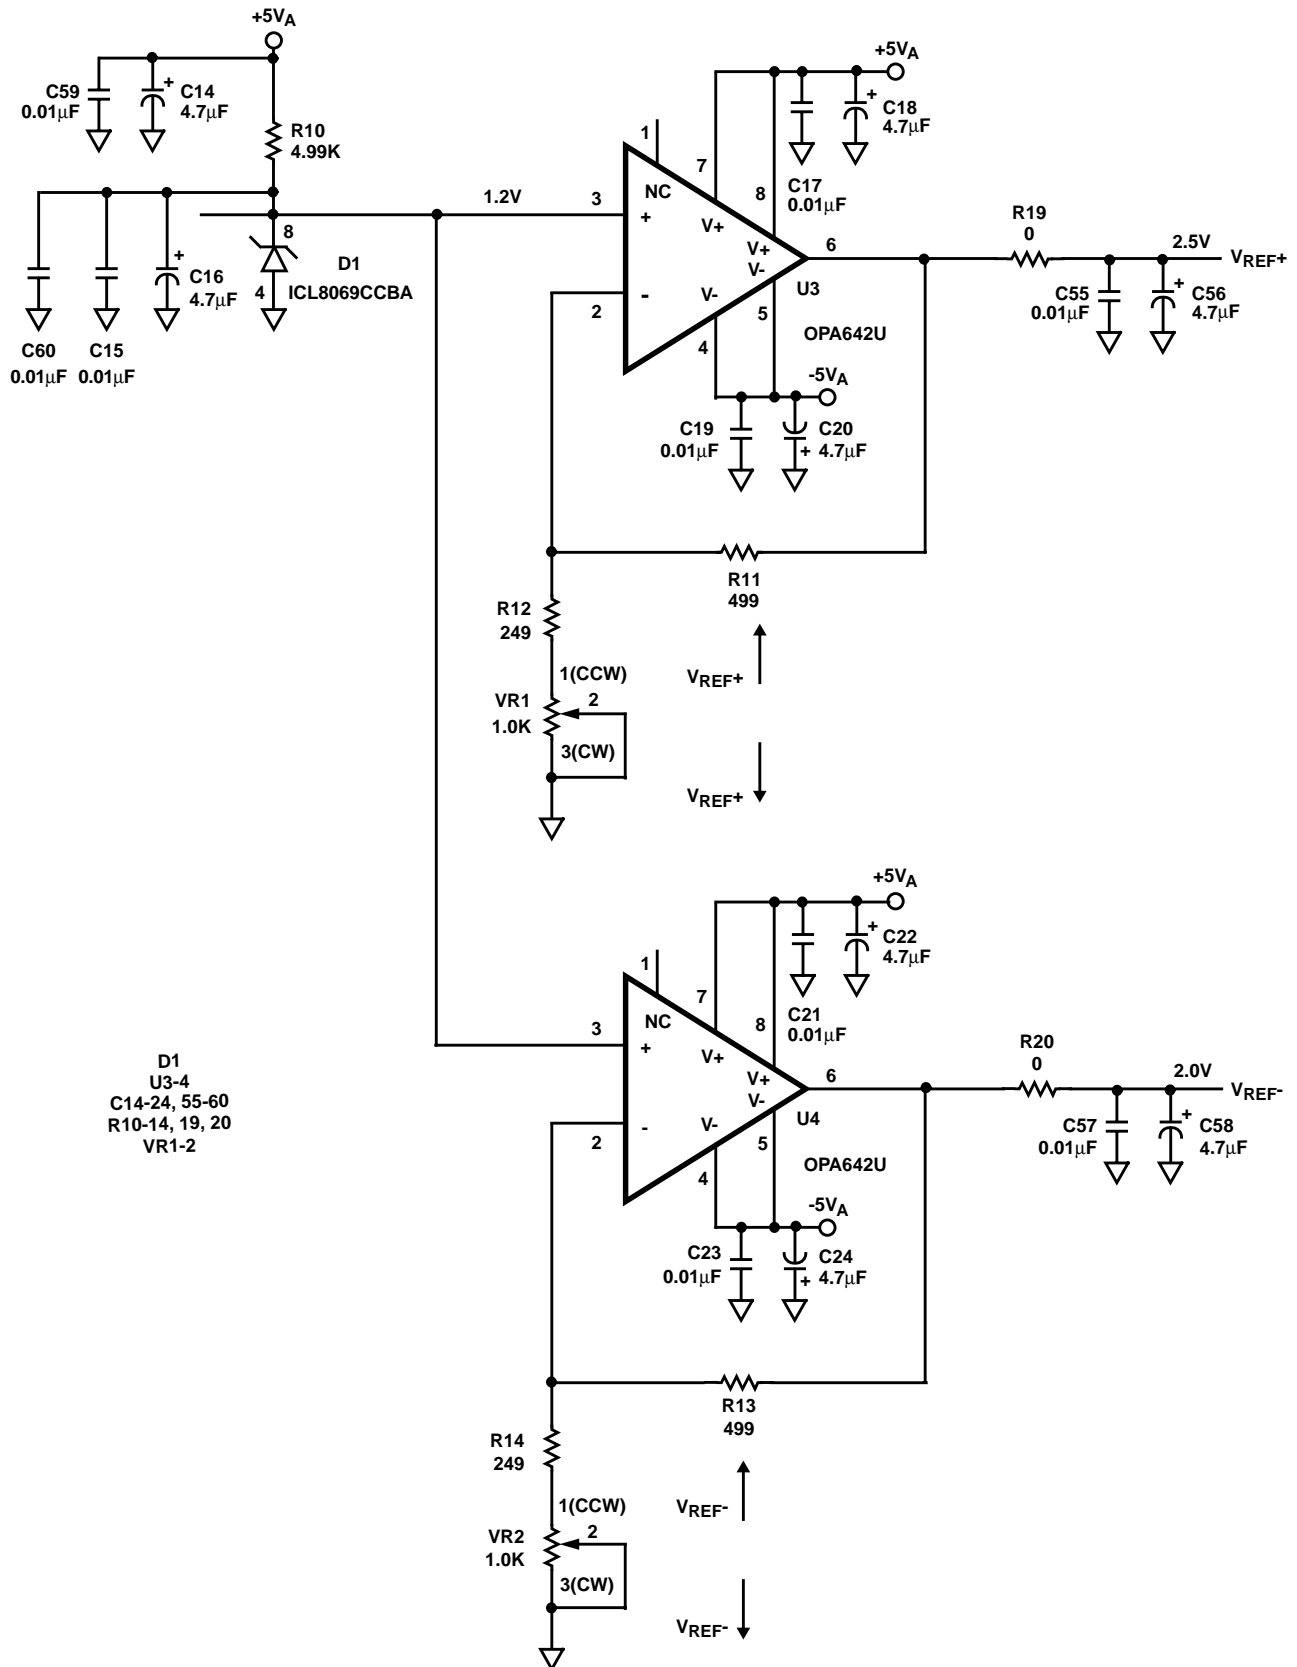 +5VA
C59
0.01µF
+
C14
4.7µF
R10
4.99K
1.2V
8
4
D1
ICL8069CCBA
+
C16
4.7µF
C60
0.01µF
C15
0.01µF
1
NC
3
+
2
-
7
V+
8
V+
V-
V-
4
5
6
U3
OPA642U
+5VA
C17
0.01µF
+
C18
4.7µF
-5VA
C19
0.01µF
+
C20
4.7µF
R19
0
2.5V
VREF+
C55
0.01µF
+
C56
4.7µF
R11
499
R12
249
1(CCW)
2
VR1
1.0K
3(CW)
VREF+
VREF+
+5VA
C21
0.01µF
+
C22
4.7µF
1
NC
3
+
2
-
7
V+
8
V+
V-
V-
4
5
6
U4
OPA642U
-5VA
C23
0.01µF
+
C24
4.7µF
R20
0
2.0V
VREF-
C57
0.01µF
+
C58
4.7µF
D1
U3-4
C14-24, 55-60
R10-14, 19, 20
VR1-2
R13
499
R14
249
1(CCW)
2
VR2
1.0K
3(CW)
VREF-
VREF-